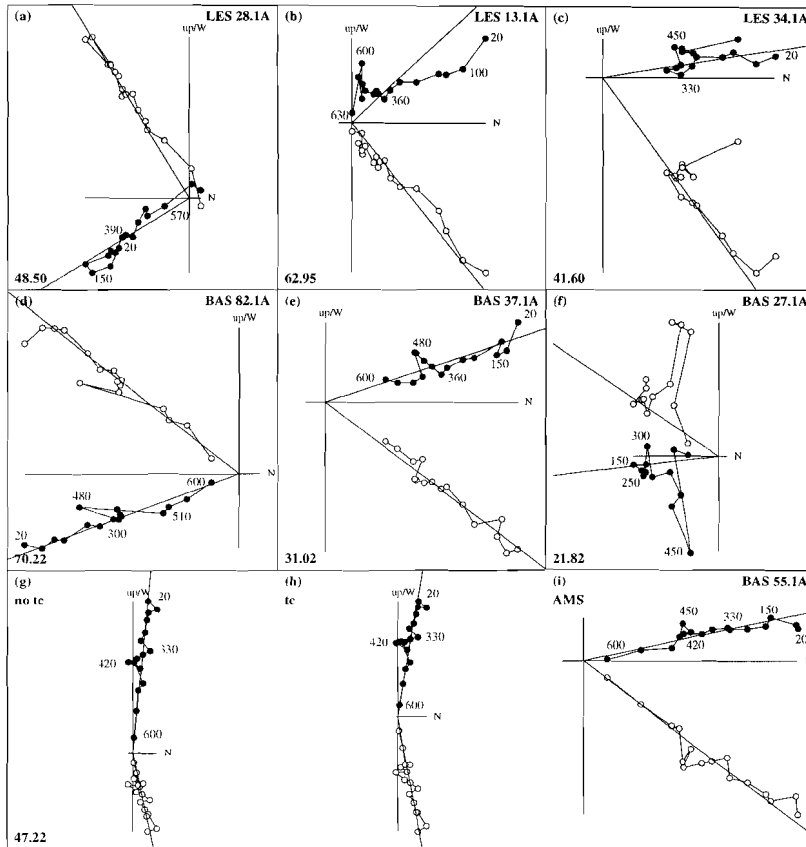 (a) LES 28.1A
up/W
N
570
390
20
150
48.50
(b) LES 13.1A
up/W
20
600
100
360
630
N
62.95
(c) LES 34.1A
up/W
450
20
330
N
41.60
(d) BAS 82.1A
up/W
N
600
480
510
300
20
70.22
(e) BAS 37.1A
up/W
20
480
150
600
360
N
31.02
(f) BAS 27.1A
up/W
300
N
150
250
450
21.82
(g)
no tc
up/W
20
330
420
600
N
47.22
(h)
tc
up/W
20
330
420
600
N
(i) BAS 55.1A
AMS
up/W
450
330
150
420
20
600
N